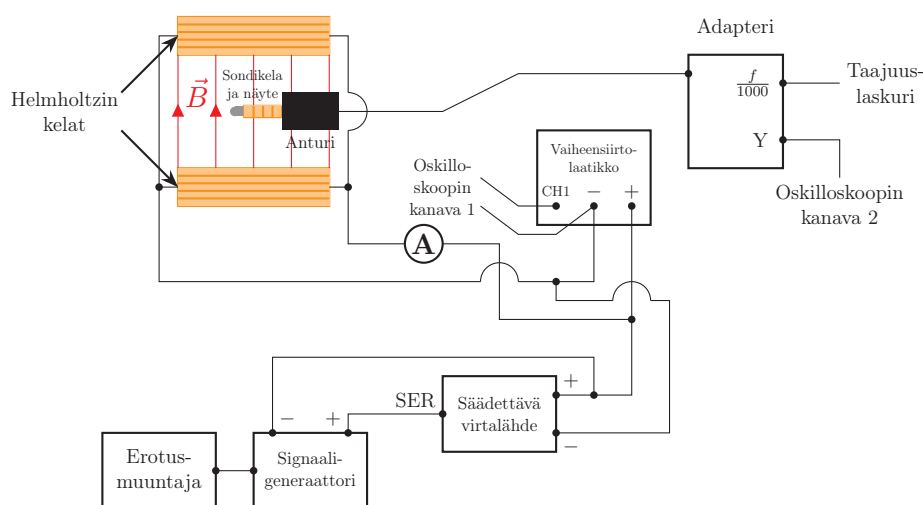 Adapteri
Helmholtzin
kelat
B
Sondikela
ja näyte
Anturi
f
1000
Y
Taajuus-
laskuri
Oskilloskoopin
kanava 2
Oskillo-
skoopin
kanava 1
Vaiheensiirto-
laatikko
CH1 − +
A
SER
+
−
Säädettävä
virtalähde
− +
Signaali-
generaattori
Erotus-
muuntaja